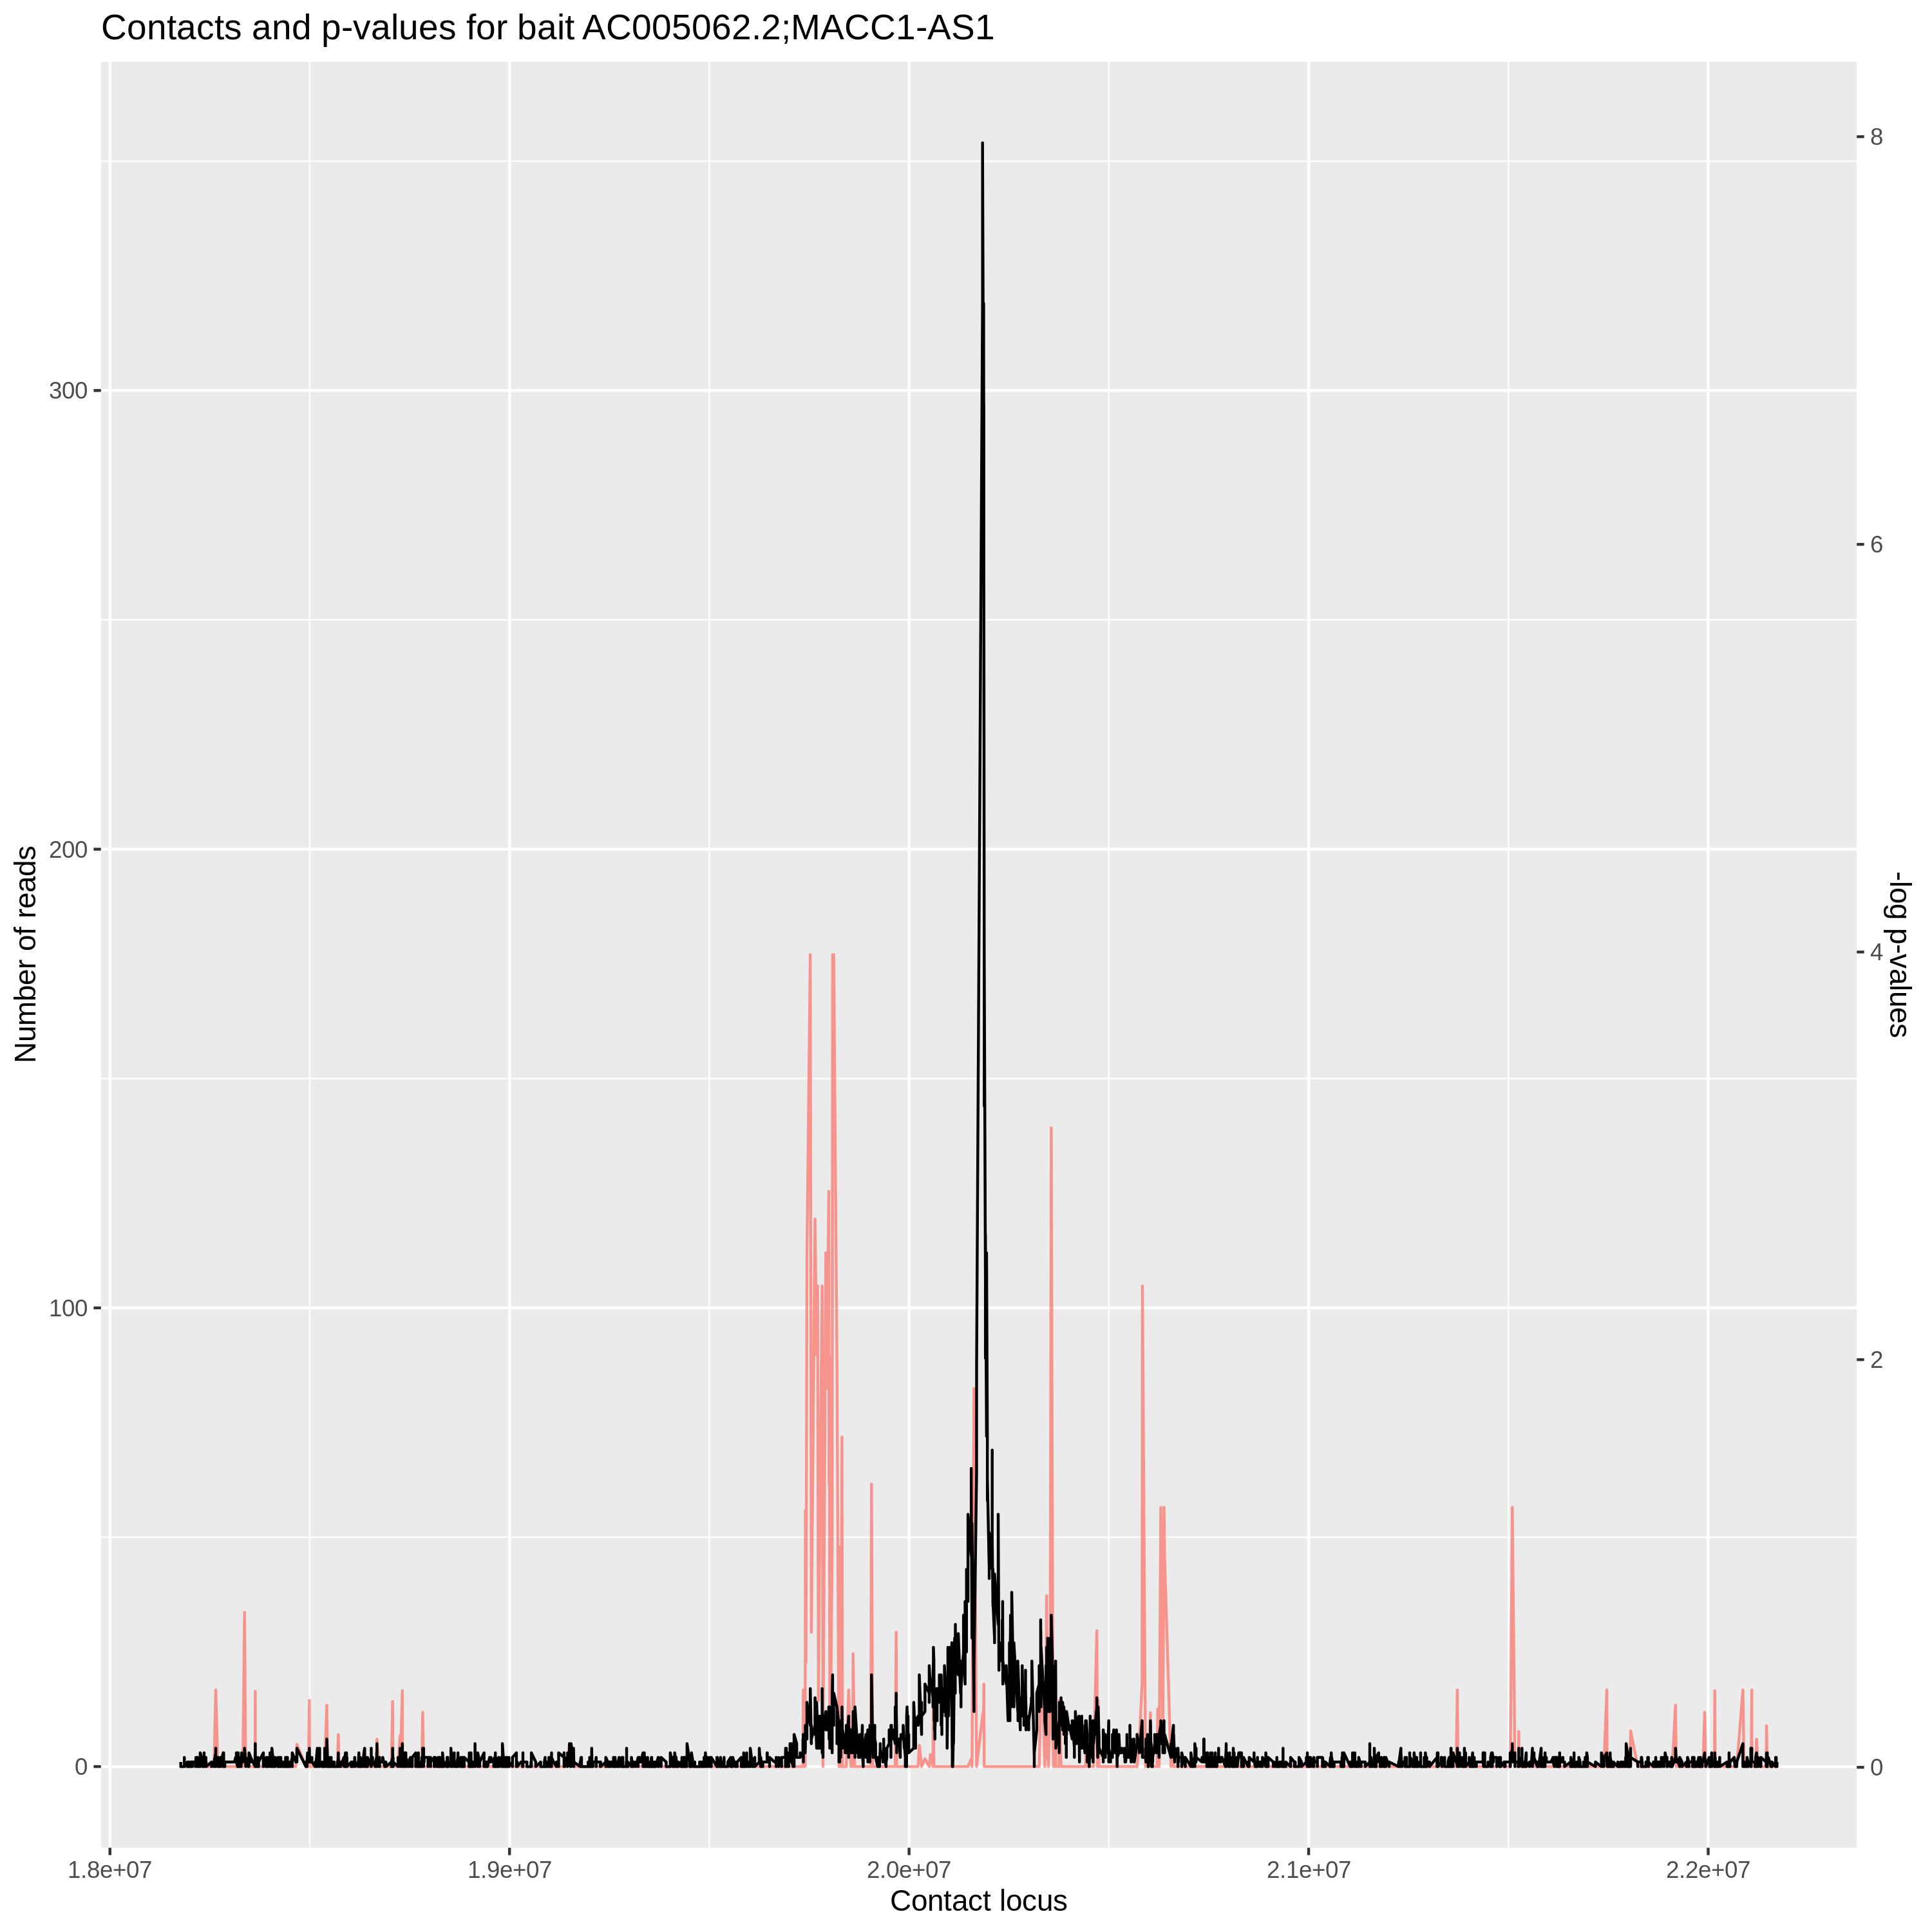 Contacts and p-values for bait AC005062.2;MACC1-AS1
Number of reads
300
200
100
0
8
6
4
2
0
-log p-values
1.8e+07 1.9e+07 2.0e+07 2.1e+07 2.2e+07
Contact locus